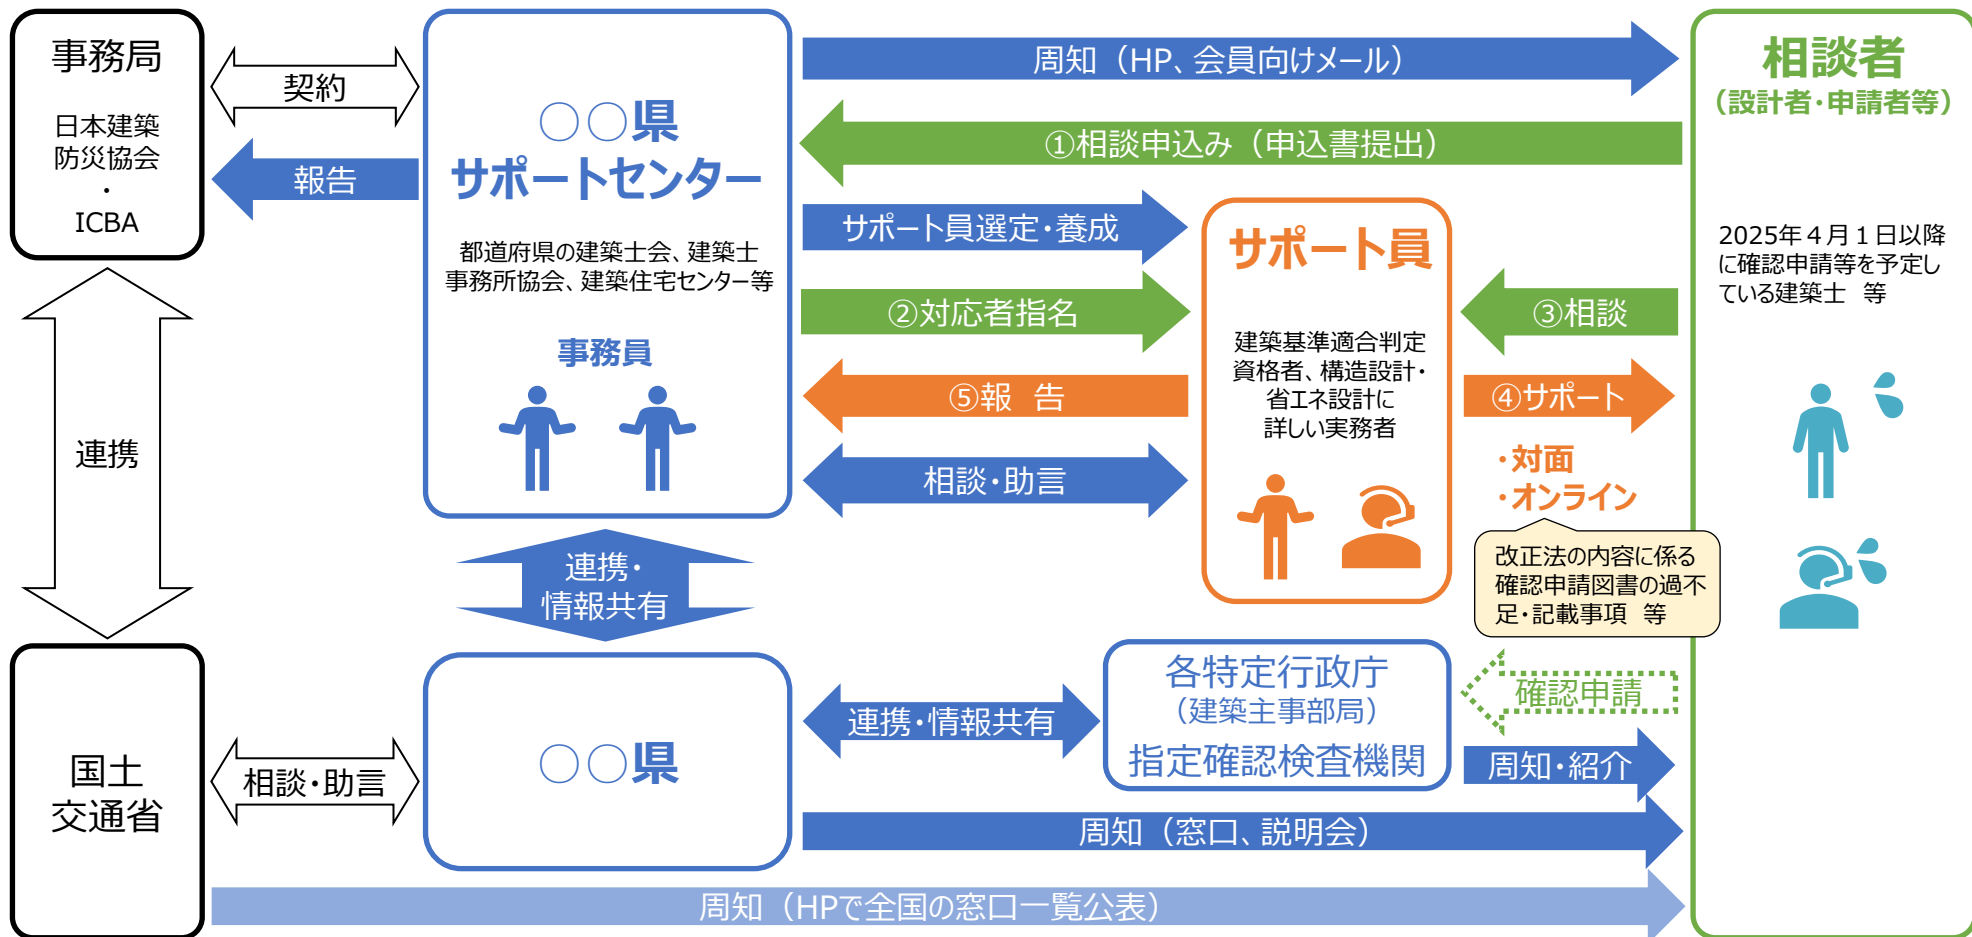 事務局
日本建築
防災協会
・
ICBA
契約
報告
○○県
サポートセンター
都道府県の建築士会、建築士
事務所協会、建築住宅センター等
事務員
周知（HP、会員向けメール）
①相談申込み（申込書提出）
サポート員選定・養成
②対応者指名
⑤報　告
相談・助言
サポート員
建築基準適合判定
資格者、構造設計・
省エネ設計に
詳しい実務者
③相談
④サポート
・対面
・オンライン
改正法の内容に係る
確認申請図書の過不
足・記載事項　等
相談者
（設計者・申請者等）
2025年４月１日以降
に確認申請等を予定し
ている建築士　等
連携
連携・
情報共有
国土
交通省
相談・助言
○○県
連携・情報共有
各特定行政庁
（建築主事部局）
指定確認検査機関
確認申請
周知・紹介
周知（窓口、説明会）
周知（HPで全国の窓口一覧公表）